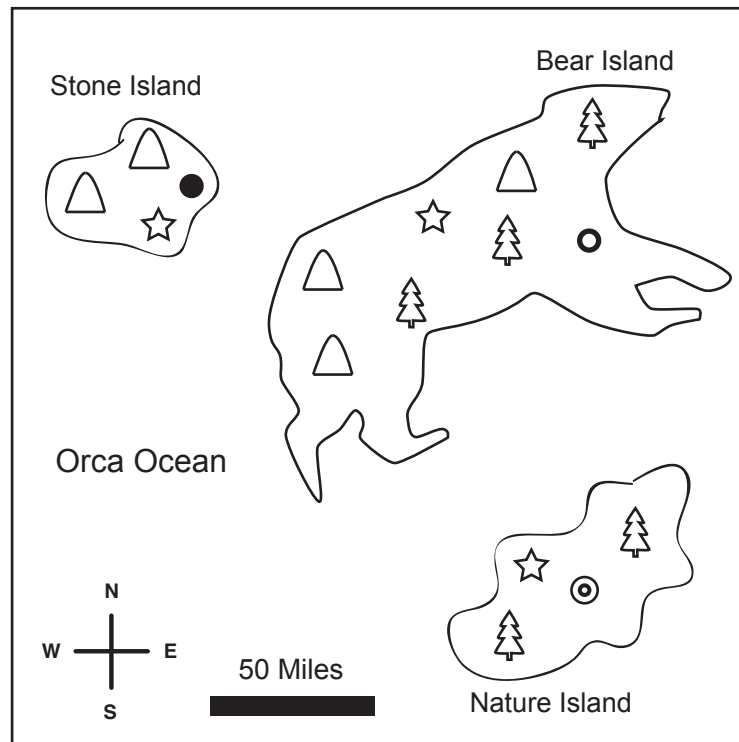 Bear Island
Stone Island
Orca Ocean
N
W E
S
50 Miles
Nature Island